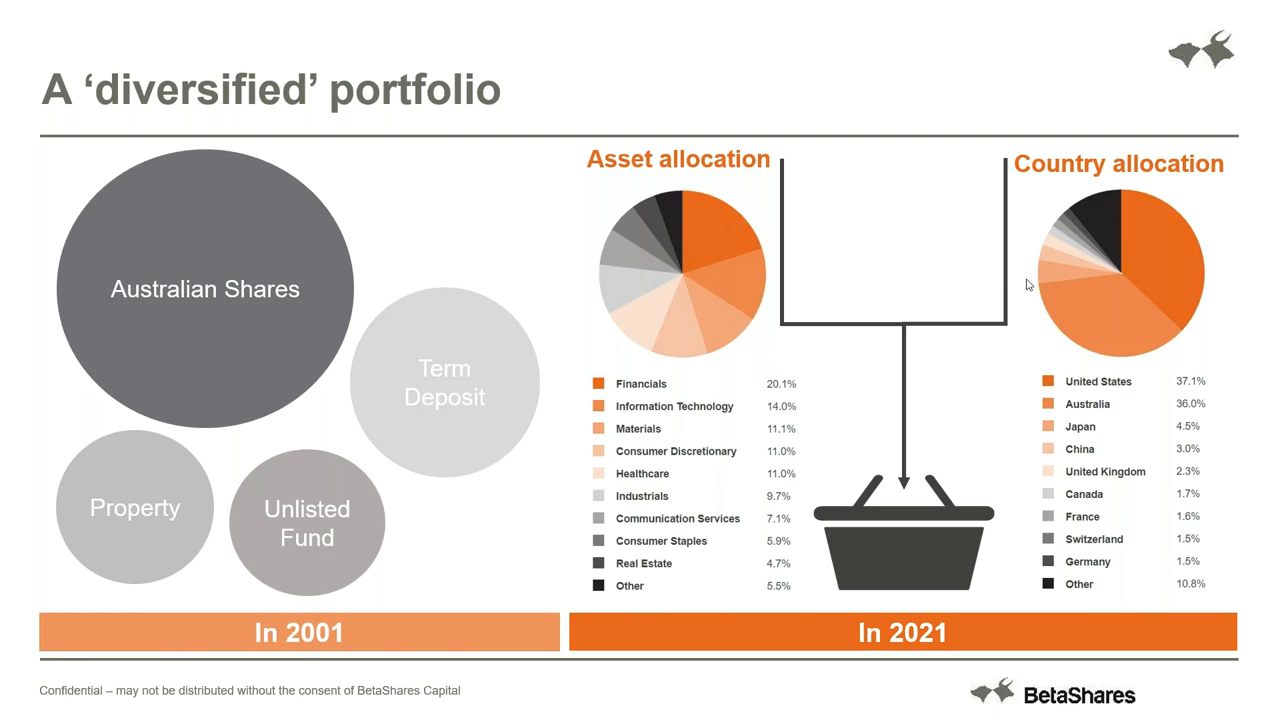 A ‘diversified’ portfolio
Australian Shares
Term
Deposit
Property
Unlisted
Fund
In 2001
Asset allocation
Financials 20.1%
Information Technology 14.0%
Materials 11.1%
Consumer Discretionary 11.0%
Healthcare 11.0%
Industrials 9.7%
Communication Services 7.1%
Consumer Staples 5.9%
Real Estate 4.7%
Other 5.5%
Country allocation
United States 37.1%
Australia 36.0%
Japan 4.5%
China 3.0%
United Kingdom 2.3%
Canada 1.7%
France 1.6%
Switzerland 1.5%
Germany 1.5%
Other 10.8%
In 2021
Confidential – may not be distributed without the consent of BetaShares Capital
BetaShares